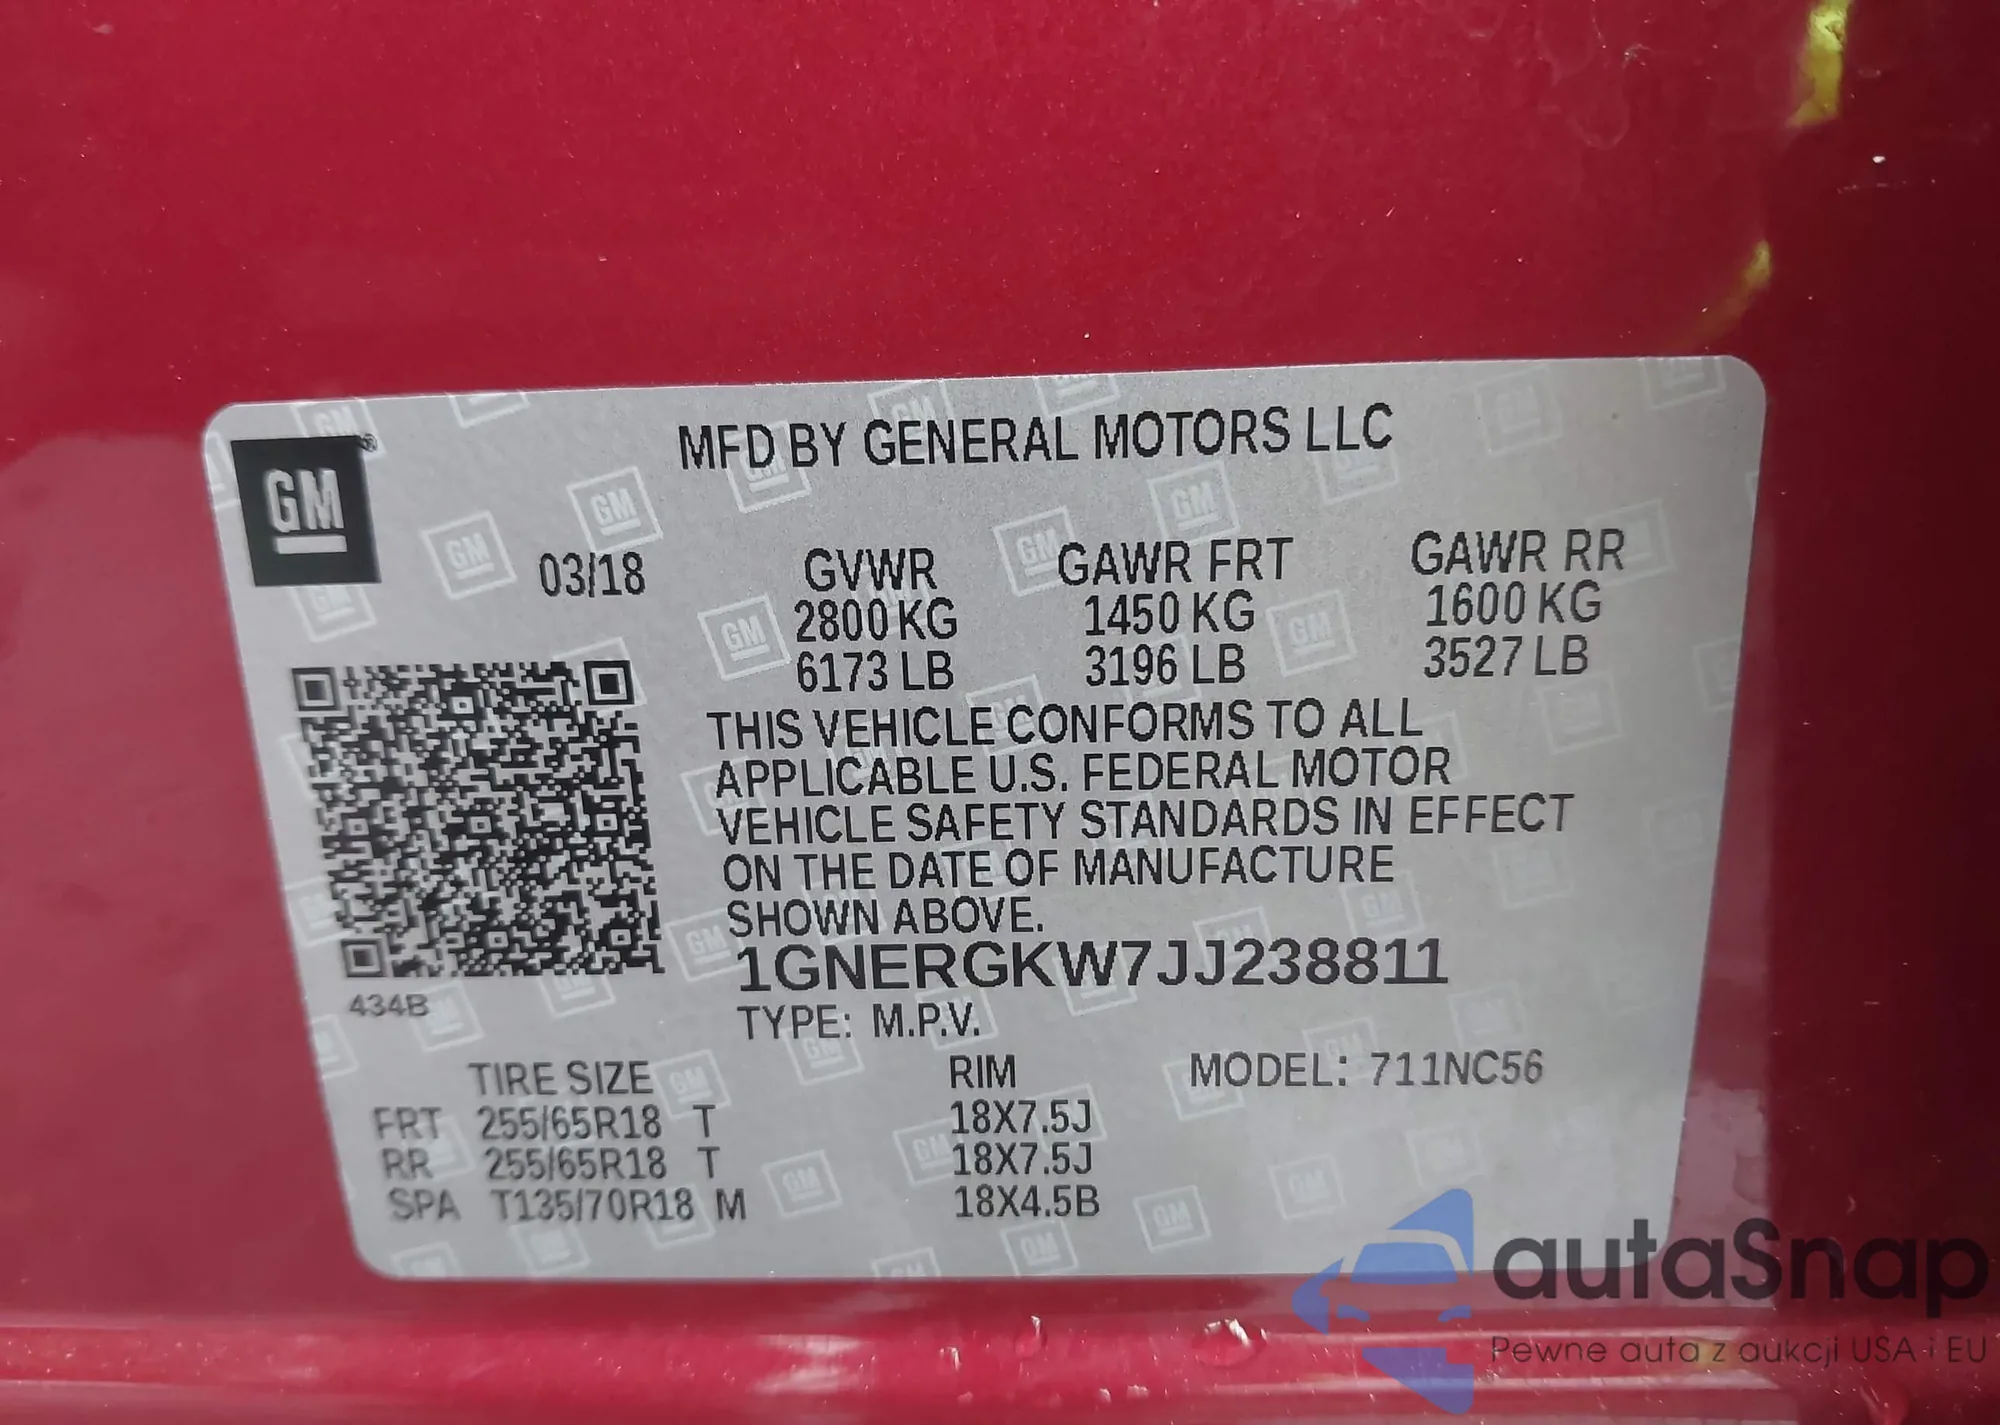 GM®
MFD BY GENERAL MOTORS LLC
03/18
GVWR GAWR FRT GAWR RR
2800 KG 1450 KG 1600 KG
6173 LB 3196 LB 3527 LB
THIS VEHICLE CONFORMS TO ALL
APPLICABLE U.S. FEDERAL MOTOR
VEHICLE SAFETY STANDARDS IN EFFECT
ON THE DATE OF MANUFACTURE
SHOWN ABOVE.
1GNERGKW7JJ238811
434B
TYPE: M.P.V.
TIRE SIZE RIM MODEL: 711NC56
FRT 255/65R18 T 18X7.5J
RR 255/65R18 T 18X7.5J
SPA T135/70R18 M 18X4.5B
autaSnap
Pewne auta z aukcji USA i EU